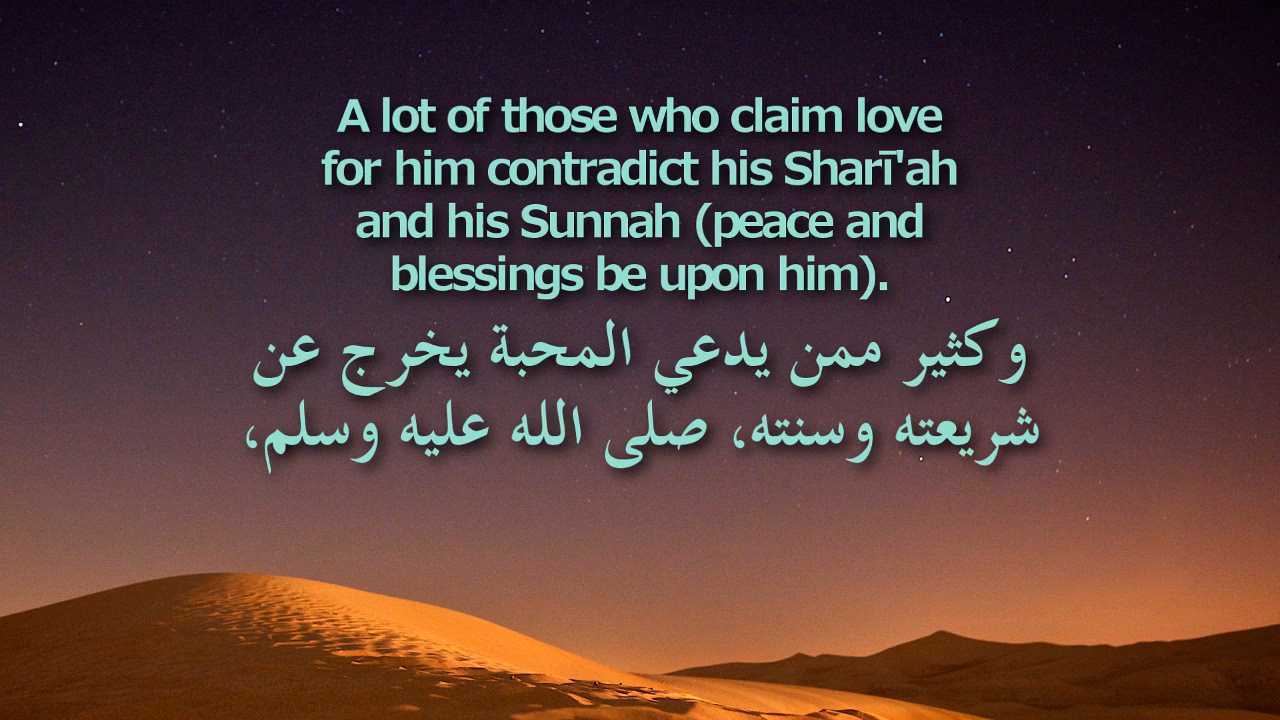 A lot of those who claim love
for him contradict his Sharī'ah
and his Sunnah (peace and
blessings be upon him).
وكثير ممن يدعي المحبة يخرج عن
شريعته وسنته، صلى الله عليه وسلم،